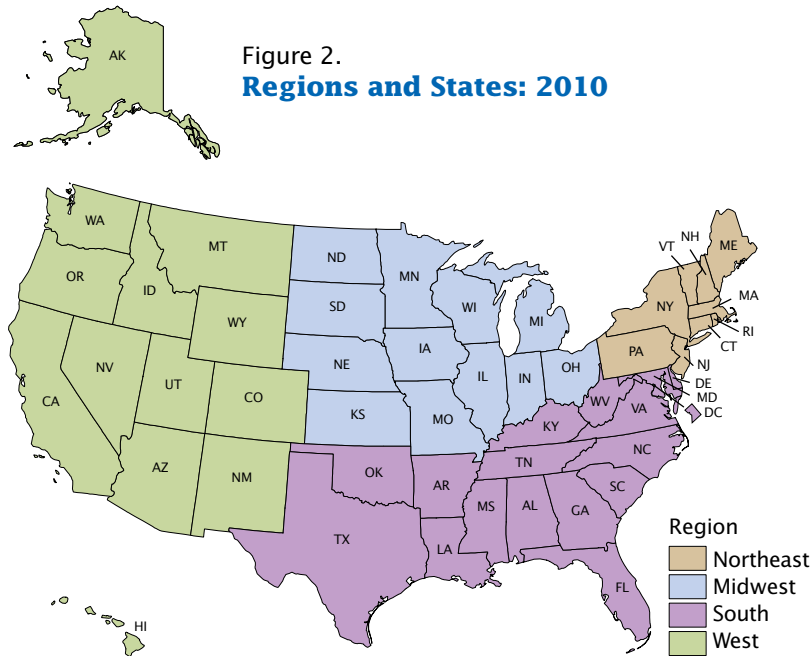 AK
Figure 2.
Regions and States: 2010
WA
MT
ND
MN
VT
NH
ME
OR
ID
SD
WI
MI
NY
MA
RI
CT
WY
IA
PA
NJ
DE
MD
DC
NV
NE
IL
IN
OH
UT
CO
CA
KS
MO
WV
VA
KY
AZ
NM
OK
AR
TN
NC
SC
TX
LA
MS
AL
GA
FL
HI
Region
Northeast
Midwest
South
West